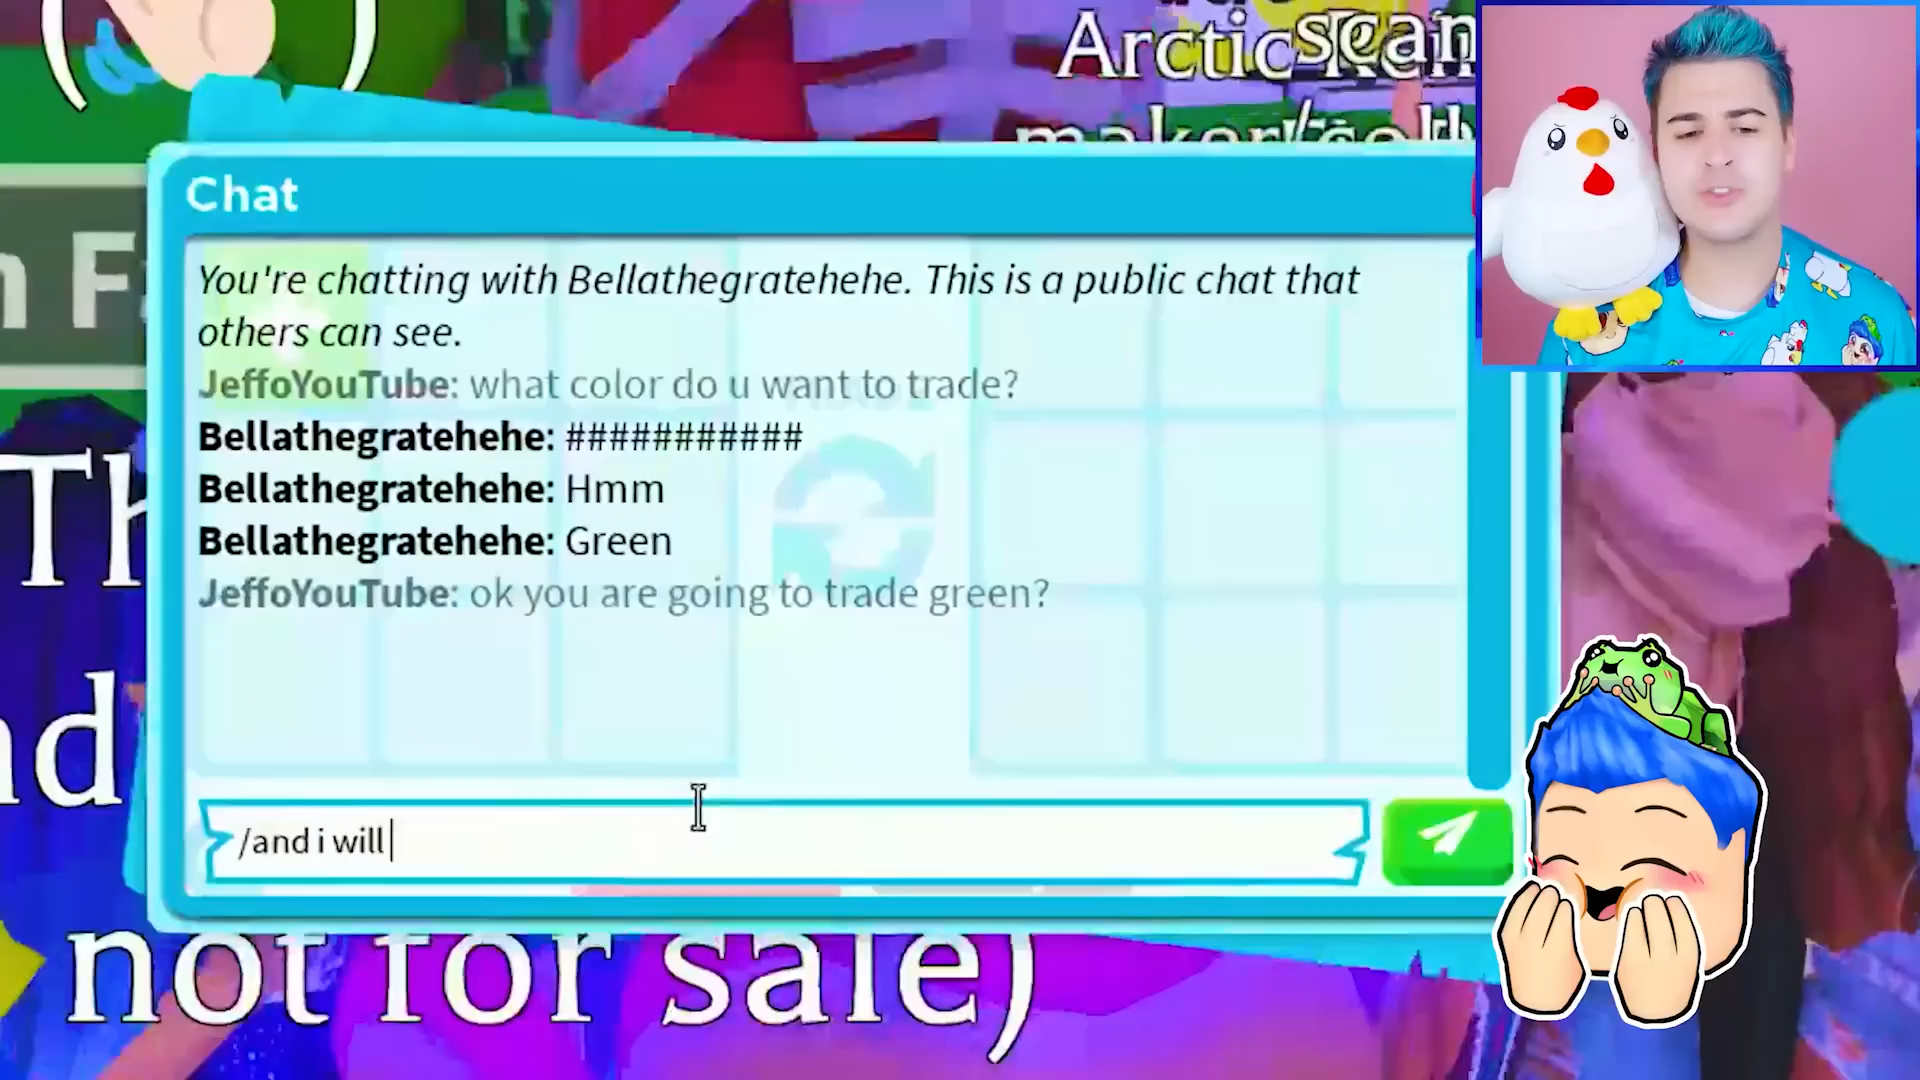 Arctic
scam
Chat
You're chatting with Bellathegratehehe. This is a public chat that
others can see.
JeffoYouTube: what color do u want to trade?
Bellathegratehehe: ###########
Bellathegratehehe: Hmm
Bellathegratehehe: Green
JeffoYouTube: ok you are going to trade green?
/and i will
not for sale)